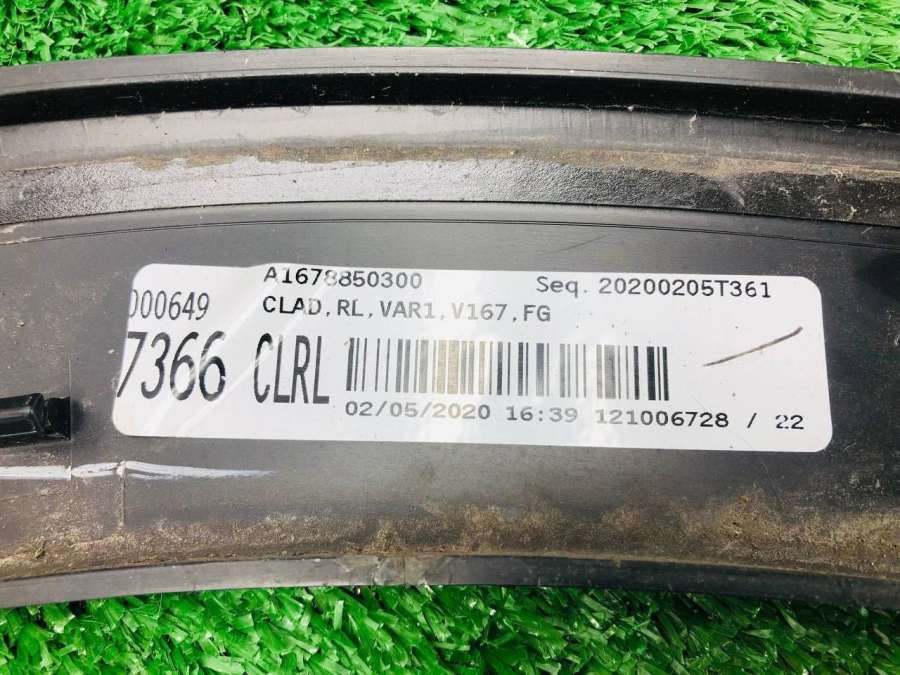 A1678850300 Seq. 20200205T361
000649 CLAD,RL,VAR1,V167,FG
7366 CLRL
02/05/2020 16:39 121006728 / 22